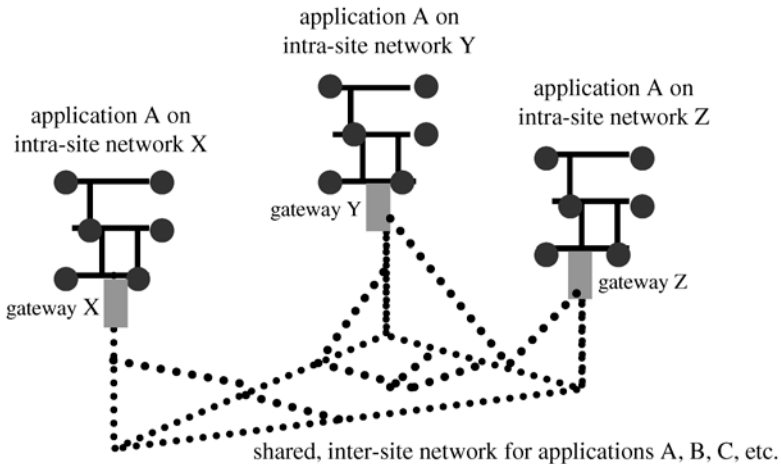 application A on
intra-site network Y
application A on
intra-site network X
application A on
intra-site network Z
gateway Y
gateway X
gateway Z
shared, inter-site network for applications A, B, C, etc.